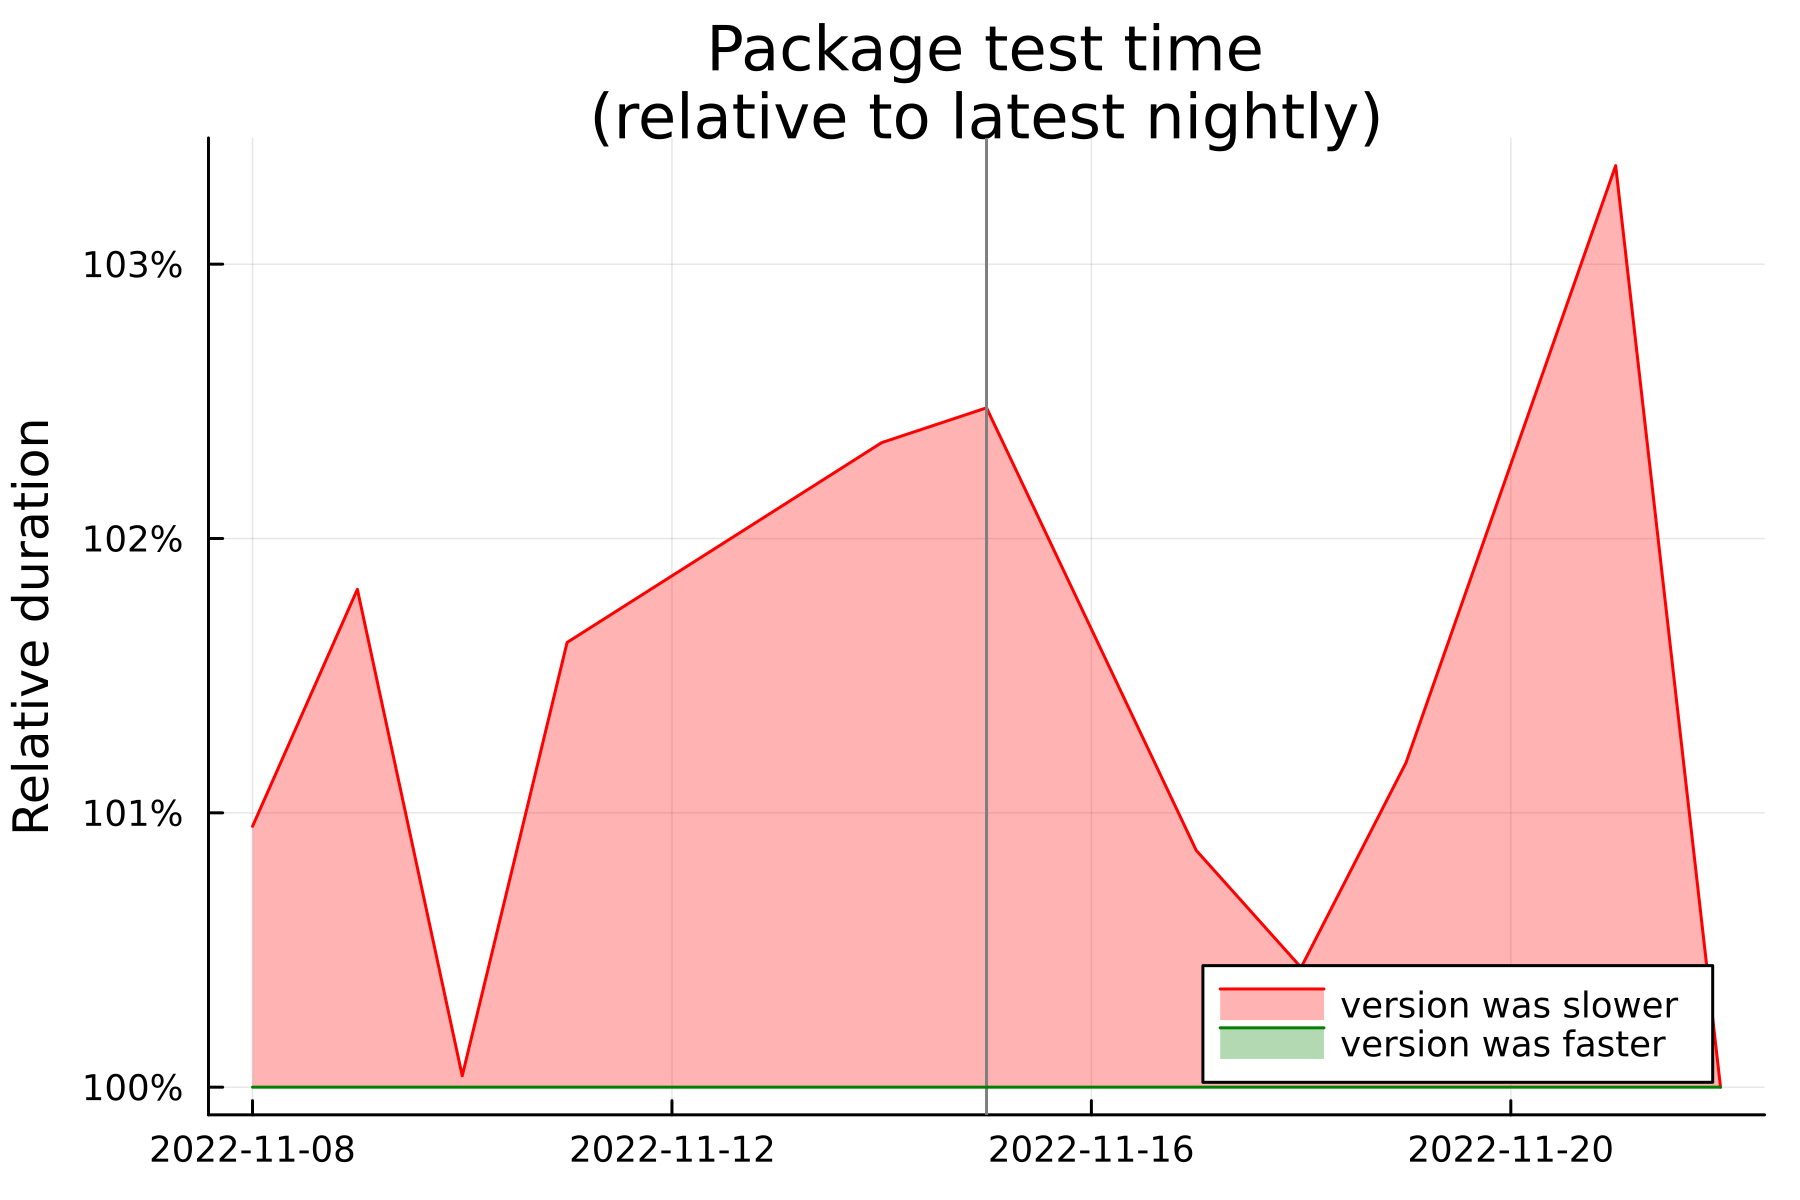 Package test time
(relative to latest nightly)
Relative duration
103%
102%
101%
100%
version was slower
version was faster
2022-11-08
2022-11-12
2022-11-16
2022-11-20